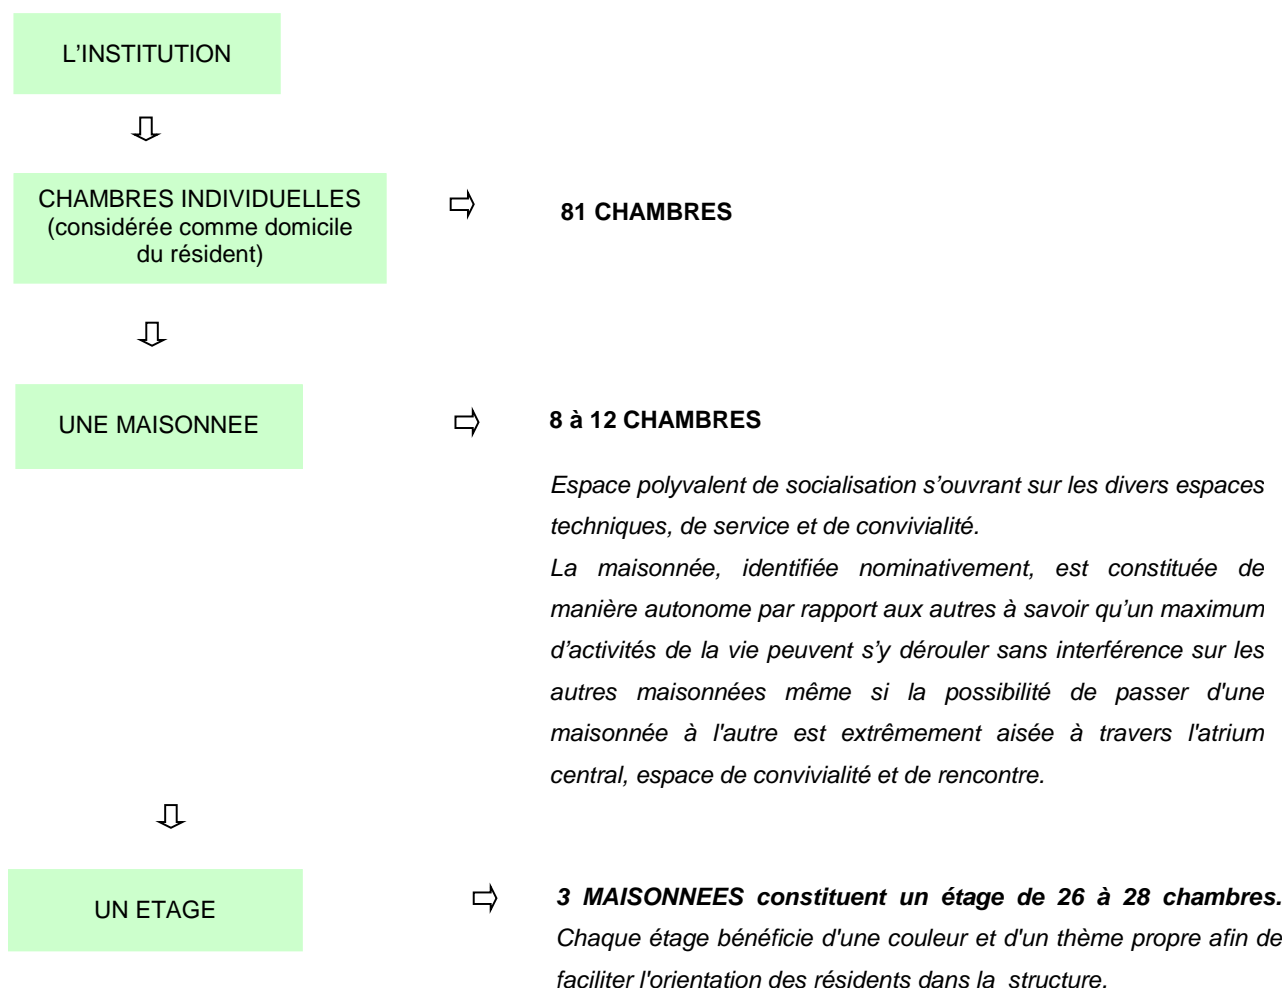 L’INSTITUTION
CHAMBRES INDIVIDUELLES
(considérée comme domicile
du résident)
81 CHAMBRES
UNE MAISONNEE
8 à 12 CHAMBRES
Espace polyvalent de socialisation s’ouvrant sur les divers espaces
techniques, de service et de convivialité.
La maisonnée, identifiée nominativement, est constituée de
manière autonome par rapport aux autres à savoir qu’un maximum
d’activités de la vie peuvent s’y dérouler sans interférence sur les
autres maisonnées même si la possibilité de passer d'une
maisonnée à l'autre est extrêmement aisée à travers l'atrium
central, espace de convivialité et de rencontre.
UN ETAGE
3 MAISONNEES constituent un étage de 26 à 28 chambres.
Chaque étage bénéficie d'une couleur et d'un thème propre afin de
faciliter l'orientation des résidents dans la structure.